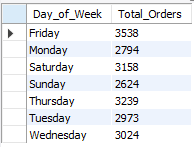 Day_of_Week Total_Orders
Friday 3538
Monday 2794
Saturday 3158
Sunday 2624
Thursday 3239
Tuesday 2973
Wednesday 3024